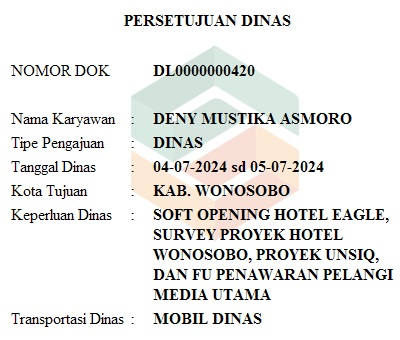 PERSETUJUAN DINAS
NOMOR DOK DL0000000420
Nama Karyawan : DENY MUSTIKA ASMORO
Tipe Pengajuan : DINAS
Tanggal Dinas : 04-07-2024 sd 05-07-2024
Kota Tujuan : KAB. WONOSOBO
Keperluan Dinas : SOFT OPENING HOTEL EAGLE,
SURVEY PROYEK HOTEL
WONOSOBO, PROYEK UNSIQ,
DAN FU PENAWARAN PELANGI
MEDIA UTAMA
Transportasi Dinas : MOBIL DINAS